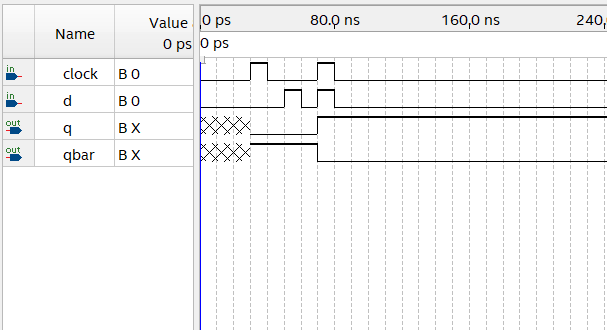 Name
Value
0 ps
0 ps
80.0 ns
160,0 ns
240,
0 ps
in
clock
B 0
in
d
B 0
out
q
B X
out
qbar
B X